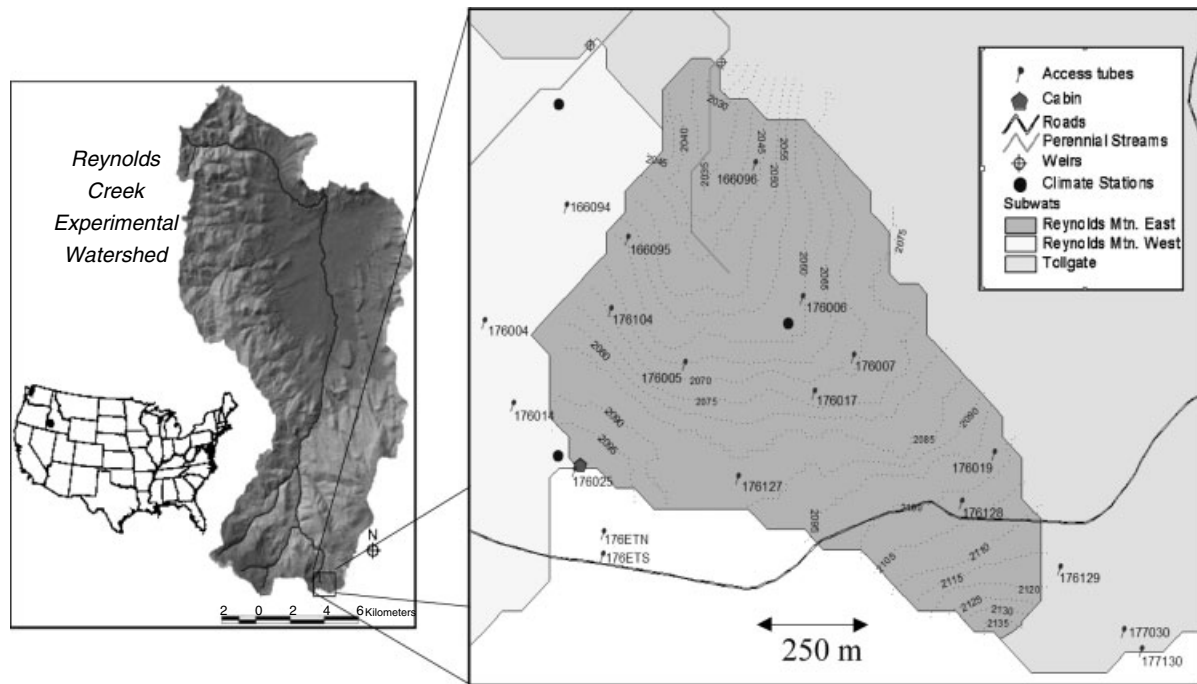 Reynolds
Creek
Experimental
Watershed
N
2 0 2 4 6 Kilometers
Access tubes
Cabin
Roads
Perennial Streams
Weirs
Climate Stations
Subwats
Reynolds Mtn. East
Reynolds Mtn. West
Tollgate
2030
2045
2040
2035
2045
2055
2050
166096
166094
166095
2075
2060
2065
176006
176104
176004
2080
176005
2070
2075
176007
176017
176014
2090
2095
2090
2085
176019
176025
176127
176128
2095
176ETN
176ETS
2105
2110
2115
2120
176129
2125
2130
2135
177030
177130
250 m